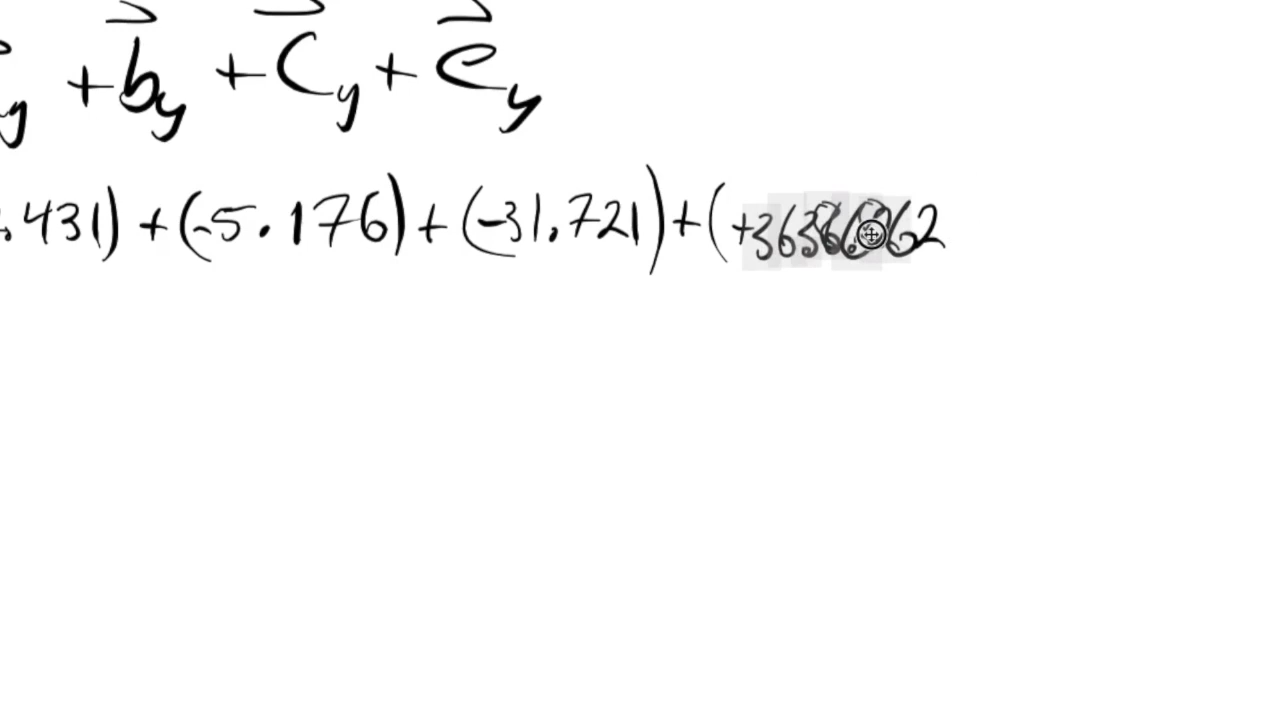 y + b⃗y + c⃗y + e⃗y
.431) + (-5.176) + (-31.721) + (+